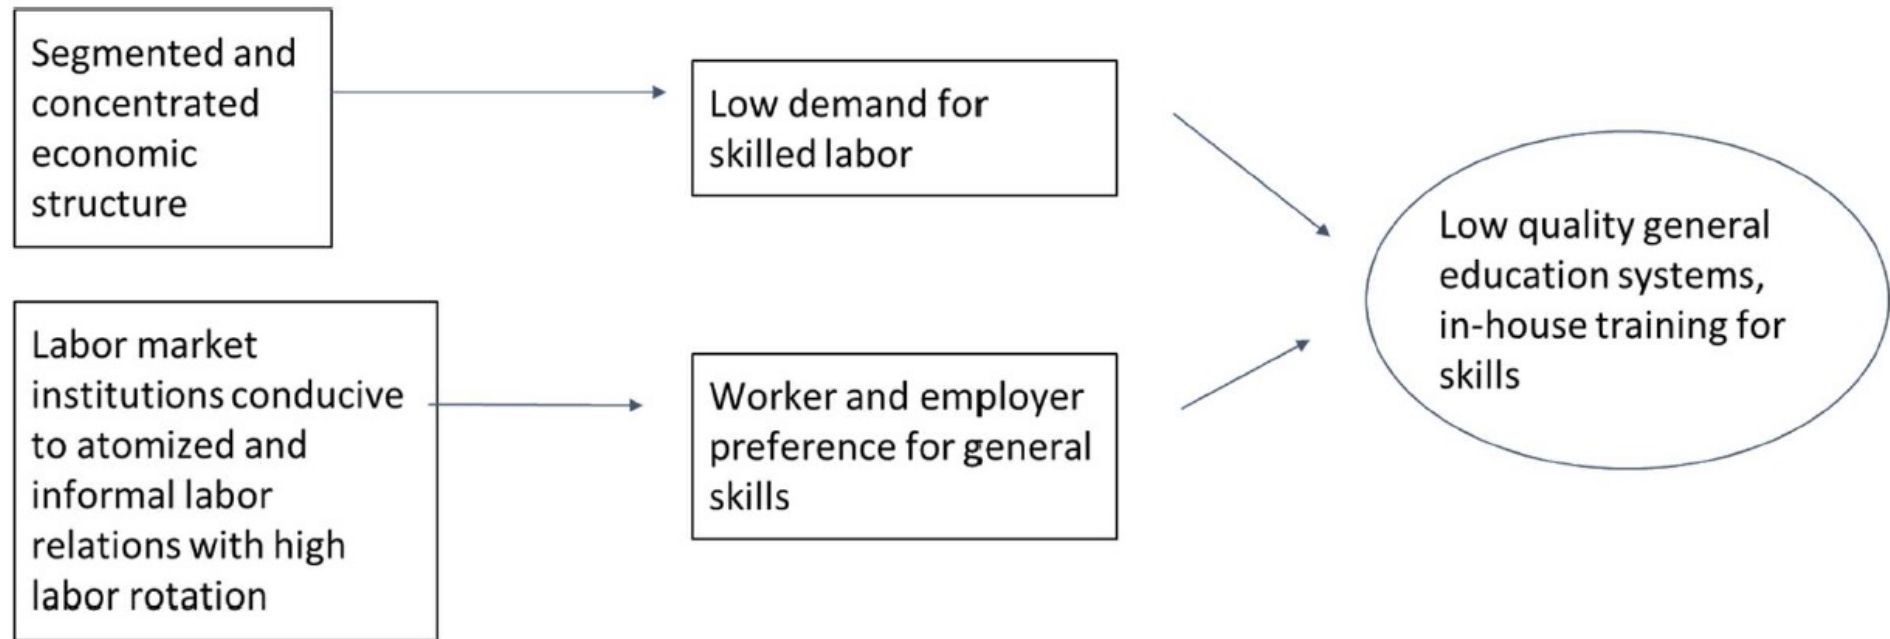 Segmented and
concentrated
economic
structure
Low demand for
skilled labor
Labor market
institutions conducive
to atomized and
informal labor
relations with high
labor rotation
Worker and employer
preference for general
skills
Low quality general
education systems,
in-house training for
skills